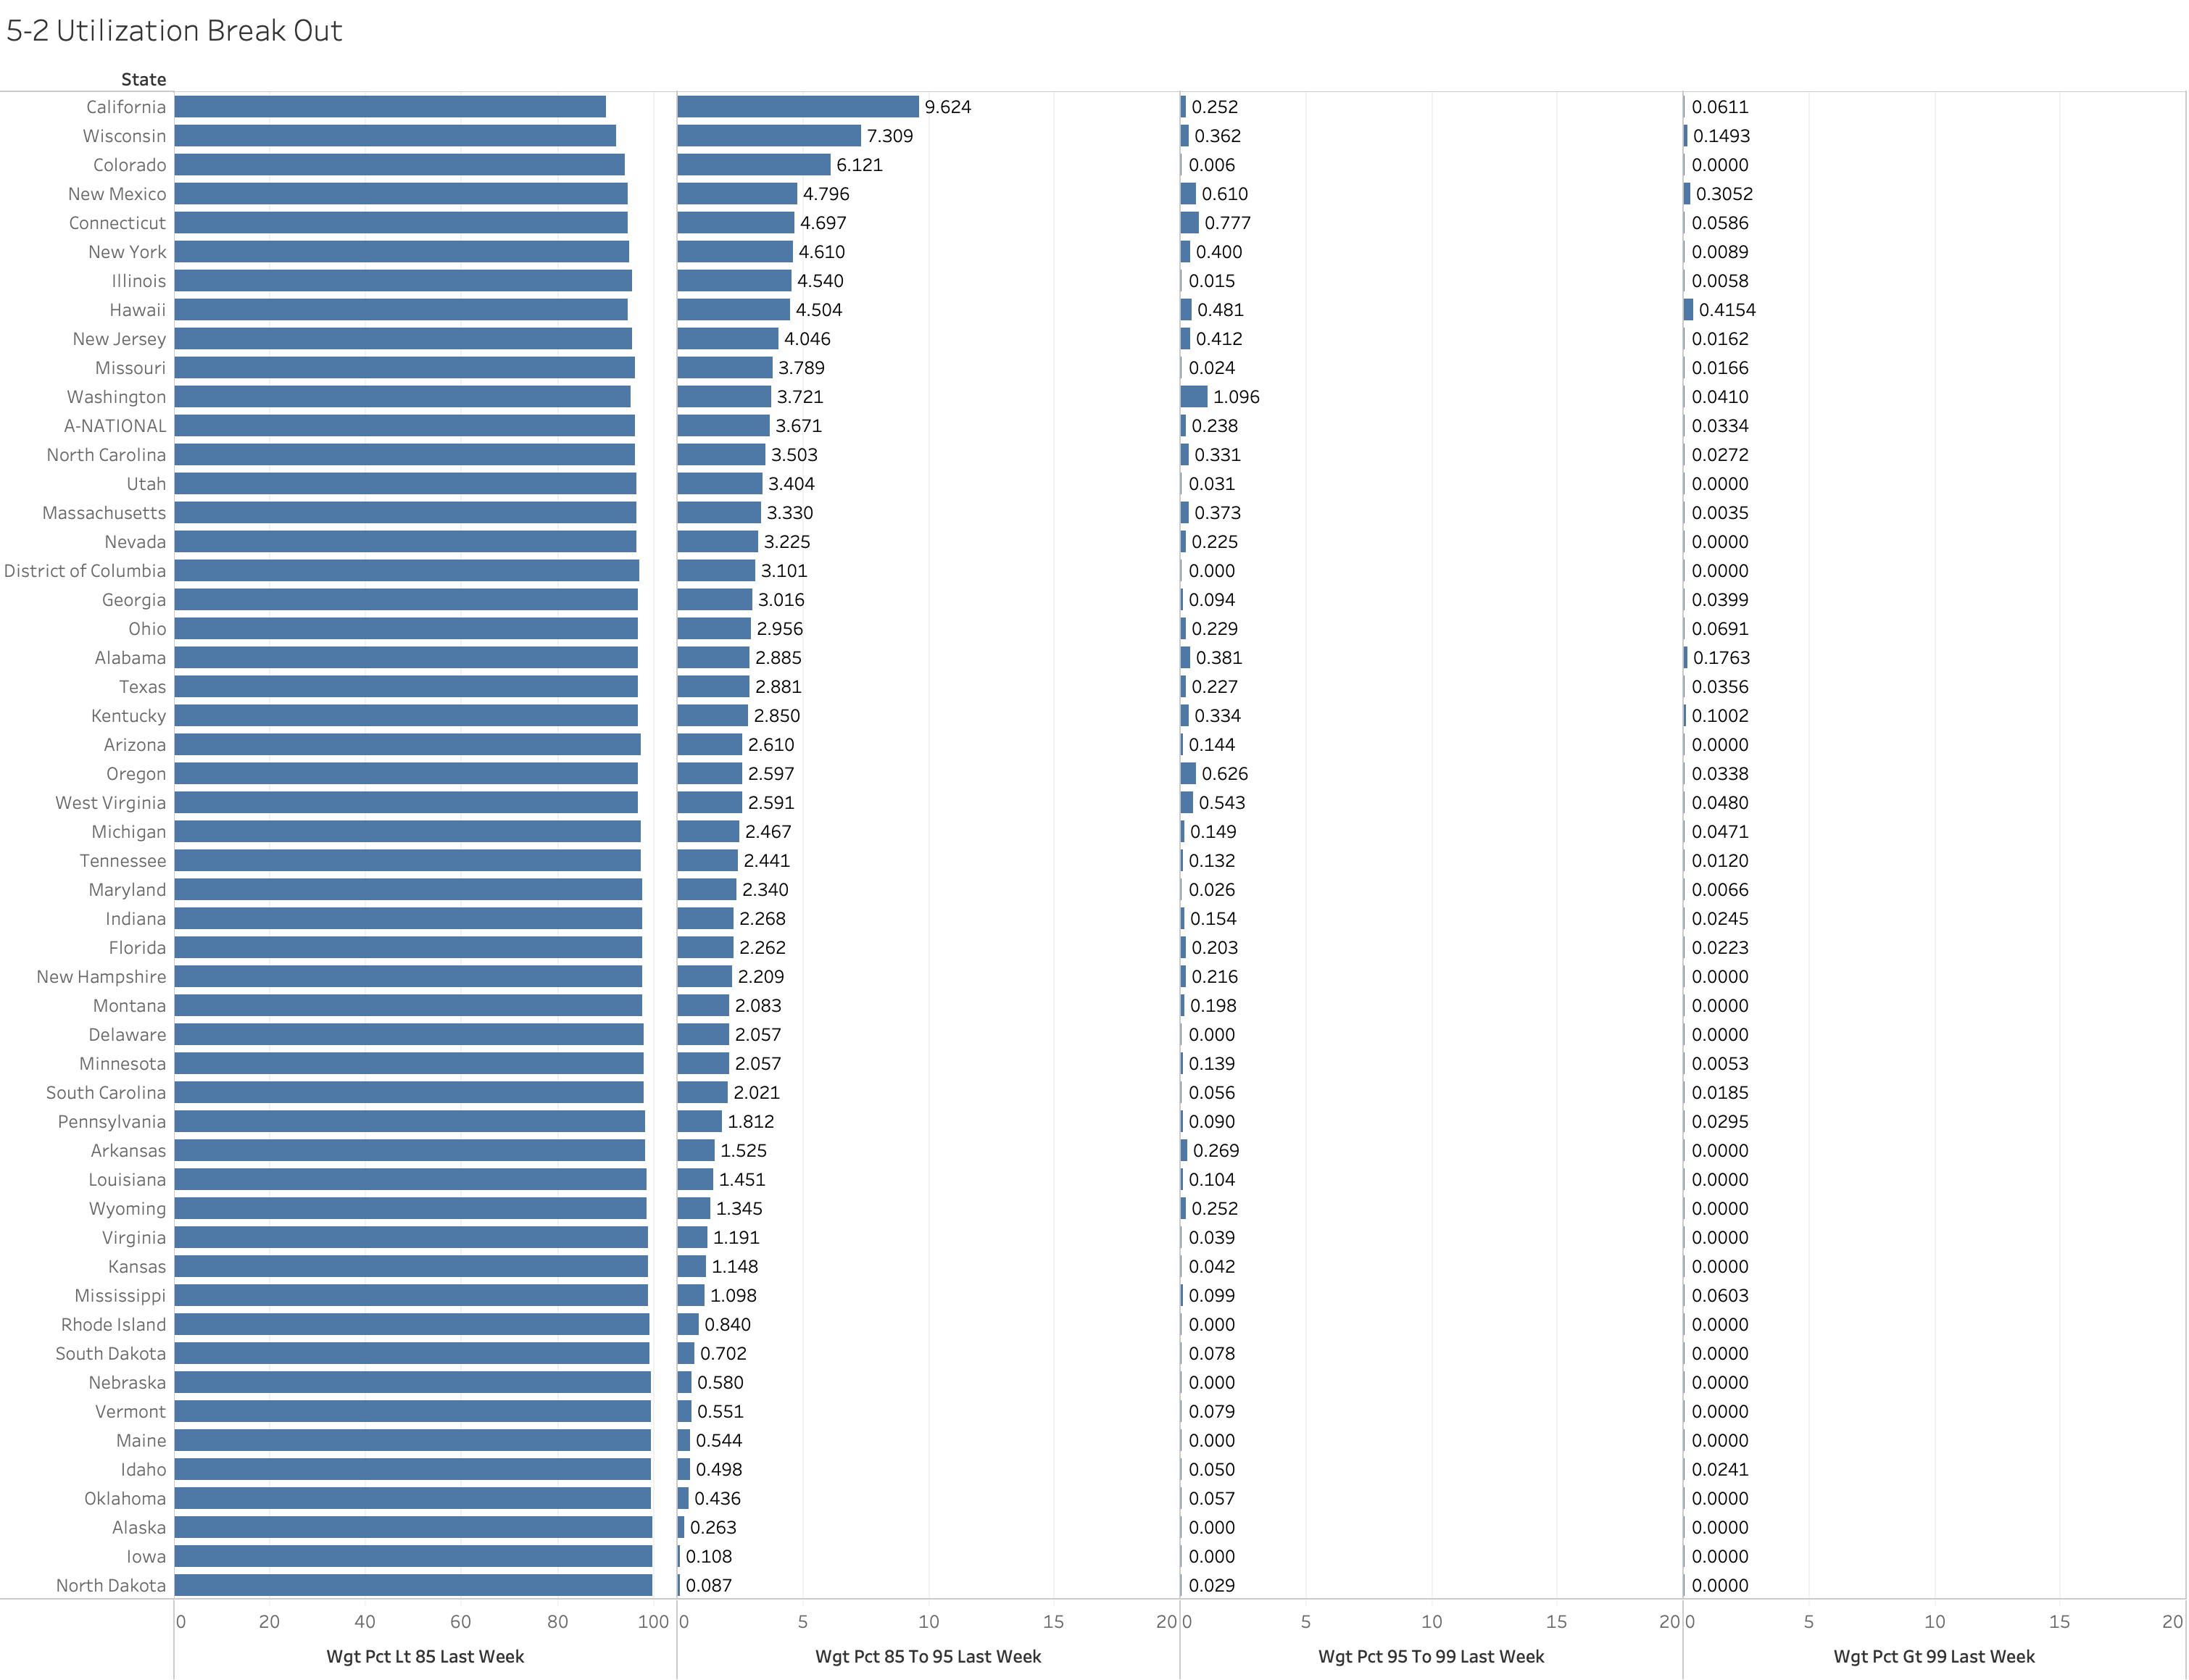 5-2 Utilization Break Out
State
California 9.624 0.252 0.0611
Wisconsin 7.309 0.362 0.1493
Colorado 6.121 0.006 0.0000
New Mexico 4.796 0.610 0.3052
Connecticut 4.697 0.777 0.0586
New York 4.610 0.400 0.0089
Illinois 4.540 0.015 0.0058
Hawaii 4.504 0.481 0.4154
New Jersey 4.046 0.412 0.0162
Missouri 3.789 0.024 0.0166
Washington 3.721 1.096 0.0410
A-NATIONAL 3.671 0.238 0.0334
North Carolina 3.503 0.331 0.0272
Utah 3.404 0.031 0.0000
Massachusetts 3.330 0.373 0.0035
Nevada 3.225 0.225 0.0000
District of Columbia 3.101 0.000 0.0000
Georgia 3.016 0.094 0.0399
Ohio 2.956 0.229 0.0691
Alabama 2.885 0.381 0.1763
Texas 2.881 0.227 0.0356
Kentucky 2.850 0.334 0.1002
Arizona 2.610 0.144 0.0000
Oregon 2.597 0.626 0.0338
West Virginia 2.591 0.543 0.0480
Michigan 2.467 0.149 0.0471
Tennessee 2.441 0.132 0.0120
Maryland 2.340 0.026 0.0066
Indiana 2.268 0.154 0.0245
Florida 2.262 0.203 0.0223
New Hampshire 2.209 0.216 0.0000
Montana 2.083 0.198 0.0000
Delaware 2.057 0.000 0.0000
Minnesota 2.057 0.139 0.0053
South Carolina 2.021 0.056 0.0185
Pennsylvania 1.812 0.090 0.0295
Arkansas 1.525 0.269 0.0000
Louisiana 1.451 0.104 0.0000
Wyoming 1.345 0.252 0.0000
Virginia 1.191 0.039 0.0000
Kansas 1.148 0.042 0.0000
Mississippi 1.098 0.099 0.0603
Rhode Island 0.840 0.000 0.0000
South Dakota 0.702 0.078 0.0000
Nebraska 0.580 0.000 0.0000
Vermont 0.551 0.079 0.0000
Maine 0.544 0.000 0.0000
Idaho 0.498 0.050 0.0241
Oklahoma 0.436 0.057 0.0000
Alaska 0.263 0.000 0.0000
Iowa 0.108 0.000 0.0000
North Dakota 0.087 0.029 0.0000
0 20 40 60 80 100 0 5 10 15 20 0 5 10 15 20 0 5 10 15 20
Wgt Pct Lt 85 Last Week Wgt Pct 85 To 95 Last Week Wgt Pct 95 To 99 Last Week Wgt Pct Gt 99 Last Week